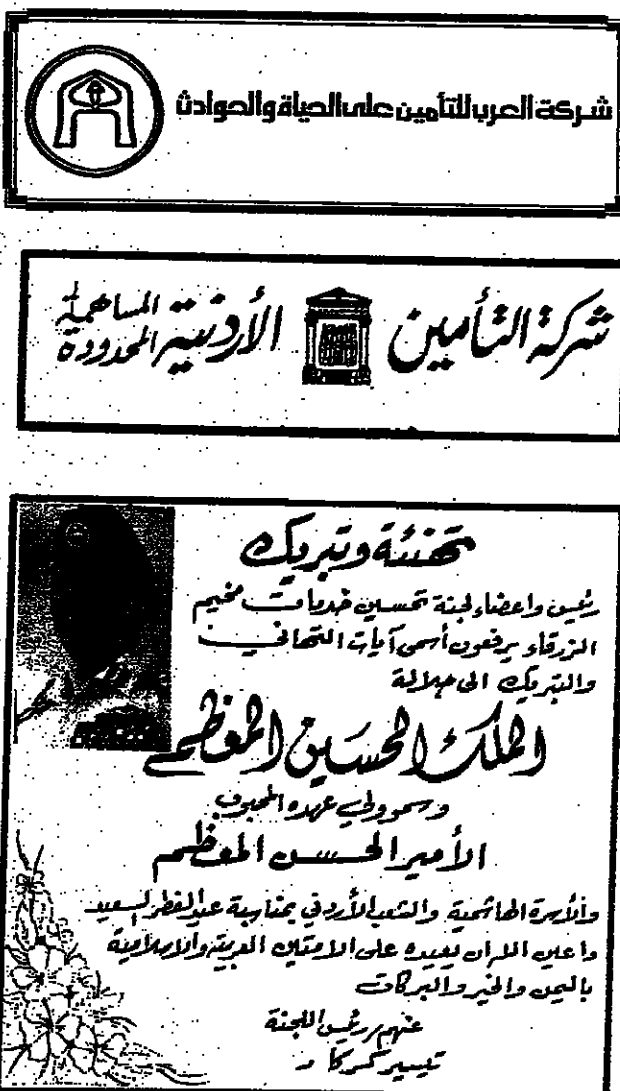 شركة العرب للتأمين على الحياة والحوادث
شركة التأمين الأردنية المساهمة المحدودة
تهنئة وتبريك
رئيس واعضاء لجنة تحسين خدمات مخيم
الزرقاء يرفعون أسمى آيات التهاني
والتبريك الى جلالة
الملك الحسين المعظم
وسمو ولي عهده المحبوب
الأمير الحسن المعظم
والأسرة الهاشمية والشعب الأردني بمناسبة عيد الفطر السعيد
داعين الله ان يعيده على الامتين العربية والاسلامية
باليمن والخير والبركات
عنهم رئيس اللجنة
تيسير